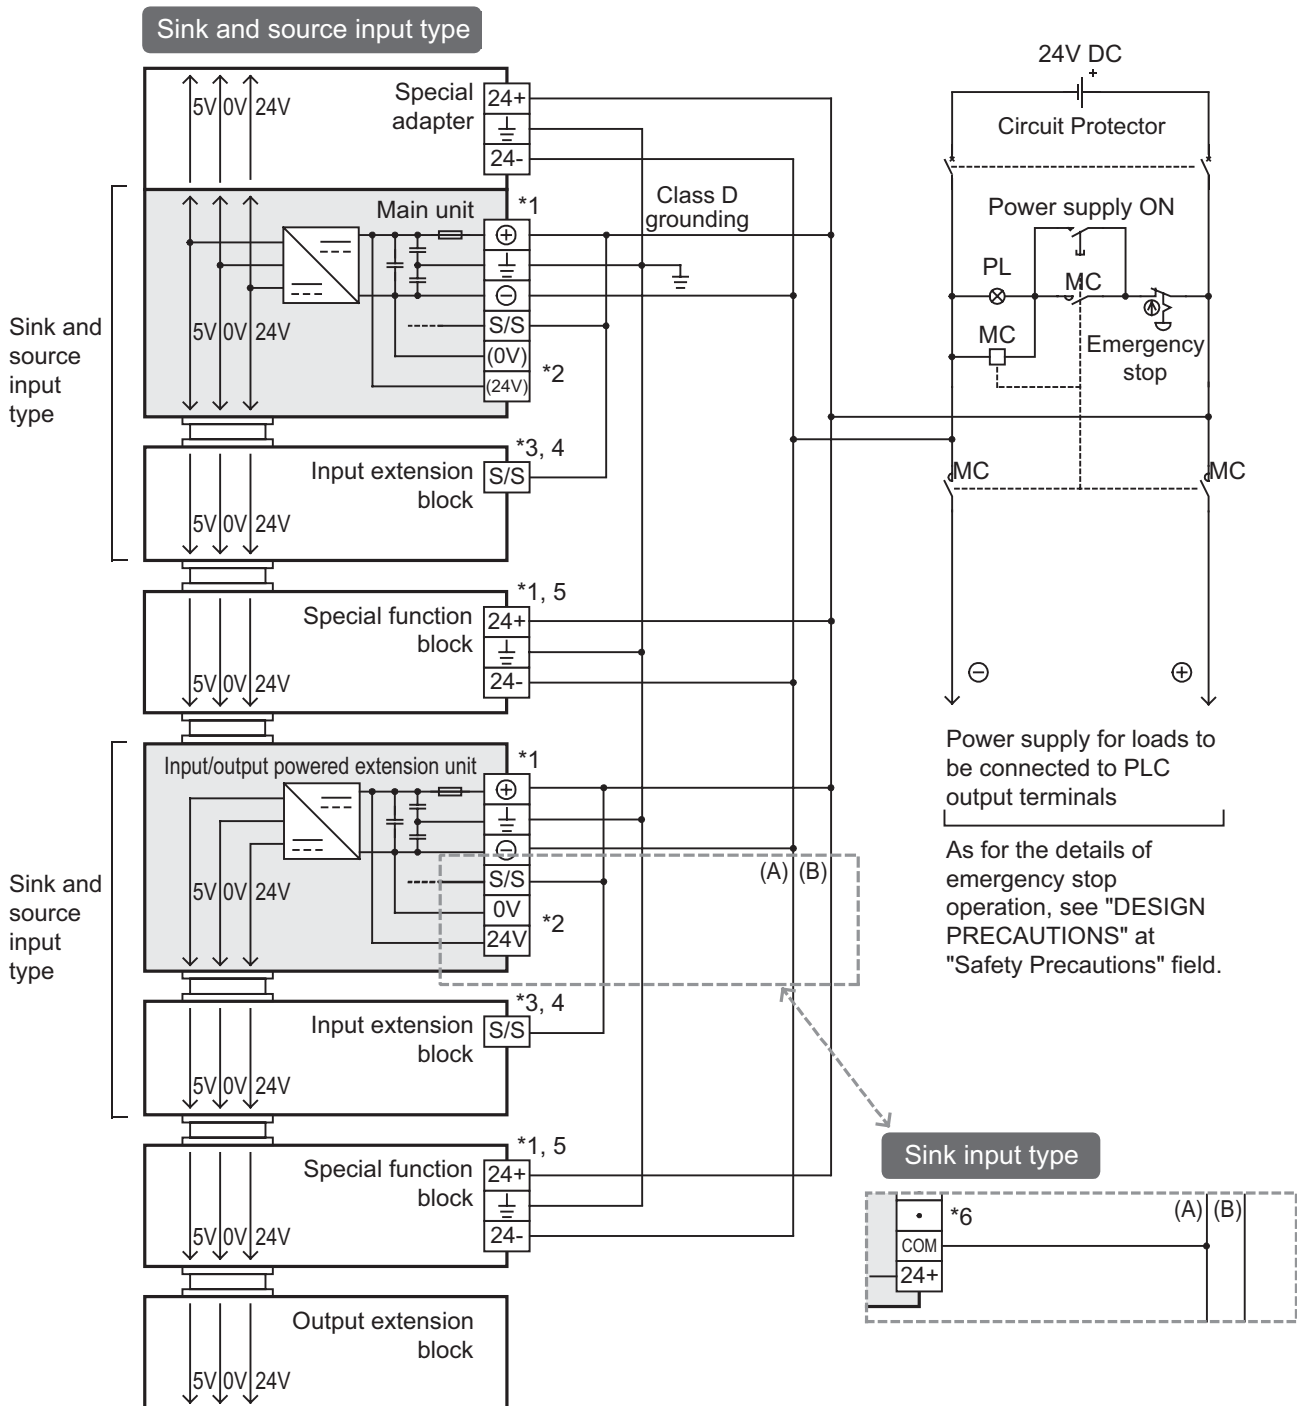 Sink and source input type
24V DC
+
Circuit Protector
Power supply ON
PL
MC
MC
Emergency
stop
MC
MC
⊖
⊕
Power supply for loads to
be connected to PLC
output terminals
As for the details of
emergency stop
operation, see "DESIGN
PRECAUTIONS" at
"Safety Precautions" field.
Special
adapter
5V 0V 24V
24+
24-
Class D
grounding
Sink and
source
input
type
Main unit
*1
⊕
⊖
S/S
(0V)
(24V)
*2
5V 0V 24V
Input extension
block
*3, 4
S/S
5V 0V 24V
Special function
block
*1, 5
24+
24-
5V 0V 24V
Sink and
source
input
type
Input/output powered extension unit
*1
⊕
⊖
S/S
0V
24V
*2
(A) (B)
5V 0V 24V
Input extension
block
*3, 4
S/S
5V 0V 24V
Special function
block
*1, 5
24+
24-
5V 0V 24V
Output extension
block
5V 0V 24V
Sink input type
•
*6
COM
24+
(A) (B)